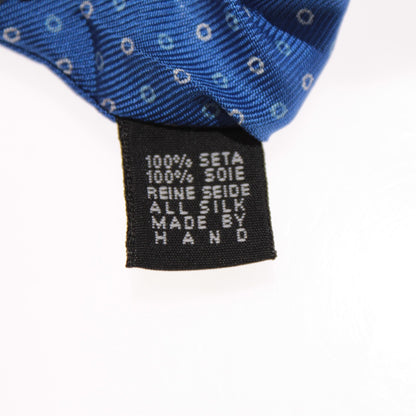 100% SETA
100% SOIE
REINE SEIDE
ALL SILK
MADE BY
HAND